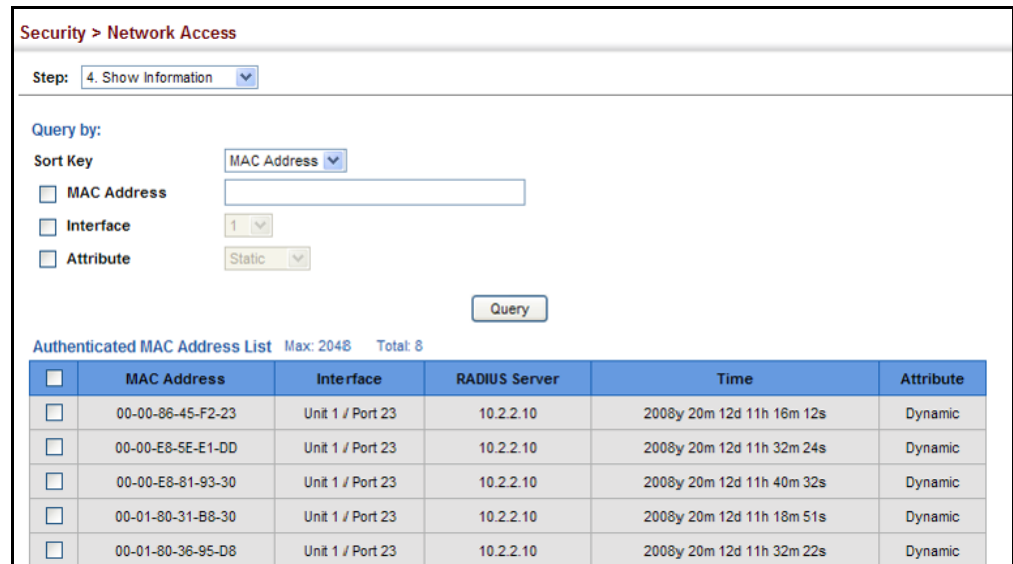 Security > Network Access
Step: 4. Show Information
Query by:
Sort Key MAC Address
MAC Address
Interface 1
Attribute Static
Query
Authenticated MAC Address List Max: 2048 Total: 8
MAC Address Interface RADIUS Server Time Attribute
00-00-86-45-F2-23 Unit 1 / Port 23 10.2.2.10 2008y 20m 12d 11h 16m 12s Dynamic
00-00-E8-5E-E1-DD Unit 1 / Port 23 10.2.2.10 2008y 20m 12d 11h 32m 24s Dynamic
00-00-E8-81-93-30 Unit 1 / Port 23 10.2.2.10 2008y 20m 12d 11h 40m 32s Dynamic
00-01-80-31-B8-30 Unit 1 / Port 23 10.2.2.10 2008y 20m 12d 11h 18m 51s Dynamic
00-01-80-36-95-D8 Unit 1 / Port 23 10.2.2.10 2008y 20m 12d 11h 32m 22s Dynamic